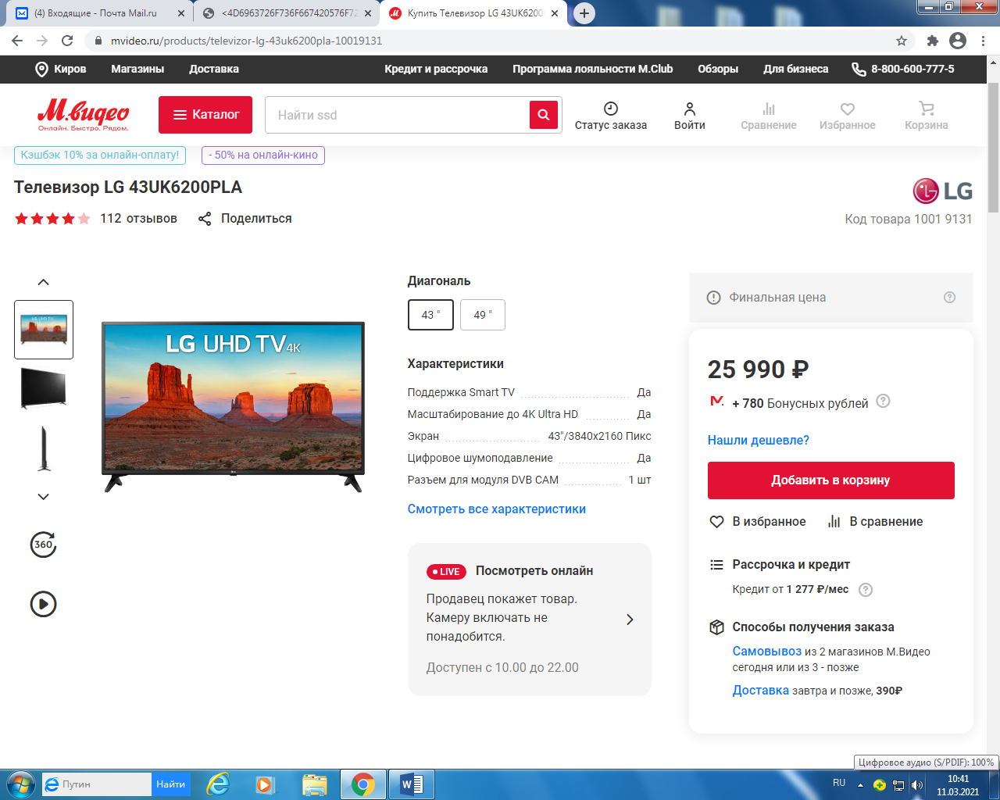 (4) Входящие - Почта Mail.ru
<4D6963726F736F667420576F72
Купить Телевизор LG 43UK6200
mvideo.ru/products/televizor-lg-43uk6200pla-10019131
Киров Магазины Доставка Кредит и рассрочка Программа лояльности M.Club Обзоры Для бизнеса 8-800-600-777-5
М.видео
Онлайн. Быстро. Рядом.
Каталог
Найти ssd
Статус заказа Войти Сравнение Избранное Корзина
Кэшбэк 10% за онлайн-оплату! - 50% на онлайн-кино
Телевизор LG 43UK6200PLA
LG
112 отзывов Поделиться
Код товара 1001 9131
Диагональ
43 " 49 "
LG UHD TV 4K
LG UHD TV 4K
Характеристики
Поддержка Smart TV Да
Масштабирование до 4K Ultra HD Да
Экран 43"/3840x2160 Пикс
Цифровое шумоподавление Да
Разъем для модуля DVB CAM 1 шт
Смотреть все характеристики
360
LIVE Посмотреть онлайн
Продавец покажет товар.
Камеру включать не
понадобится.
Доступен с 10.00 до 22.00
Финальная цена ?
25 990 ₽
+ 780 Бонусных рублей ?
Нашли дешевле?
Добавить в корзину
В избранное В сравнение
Рассрочка и кредит
Кредит от 1 277 ₽/мес ?
Способы получения заказа
Самовывоз из 2 магазинов М.Видео
сегодня или из 3 - позже
Доставка завтра и позже, 390₽
Цифровое аудио (S/PDIF): 100%
Путин Найти
RU
10:41
11.03.2021